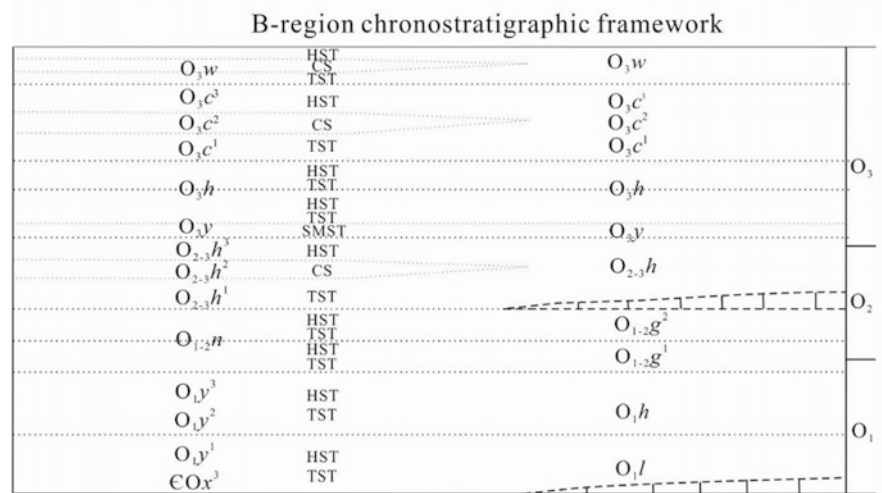 B-region chronostratigraphic framework
HST
O₃w CS O₃w
TST
O₃c³ HST O₃c³
O₃c² CS O₃c²
O₃c¹ TST O₃c¹
O₃
HST
O₃h TST O₃h
HST
TST
O₃y SMST O₃y
O₂₋₃h³ HST
O₂₋₃h² CS O₂₋₃h
O₂₋₃h¹ TST O₂
HST O₁₋₂g²
O₁₋₂n TST
HST O₁₋₂g¹
TST
O₁y³ HST
O₁y² TST O₁h
O₁
O₁y¹ HST O₁l
ЄOx³ TST